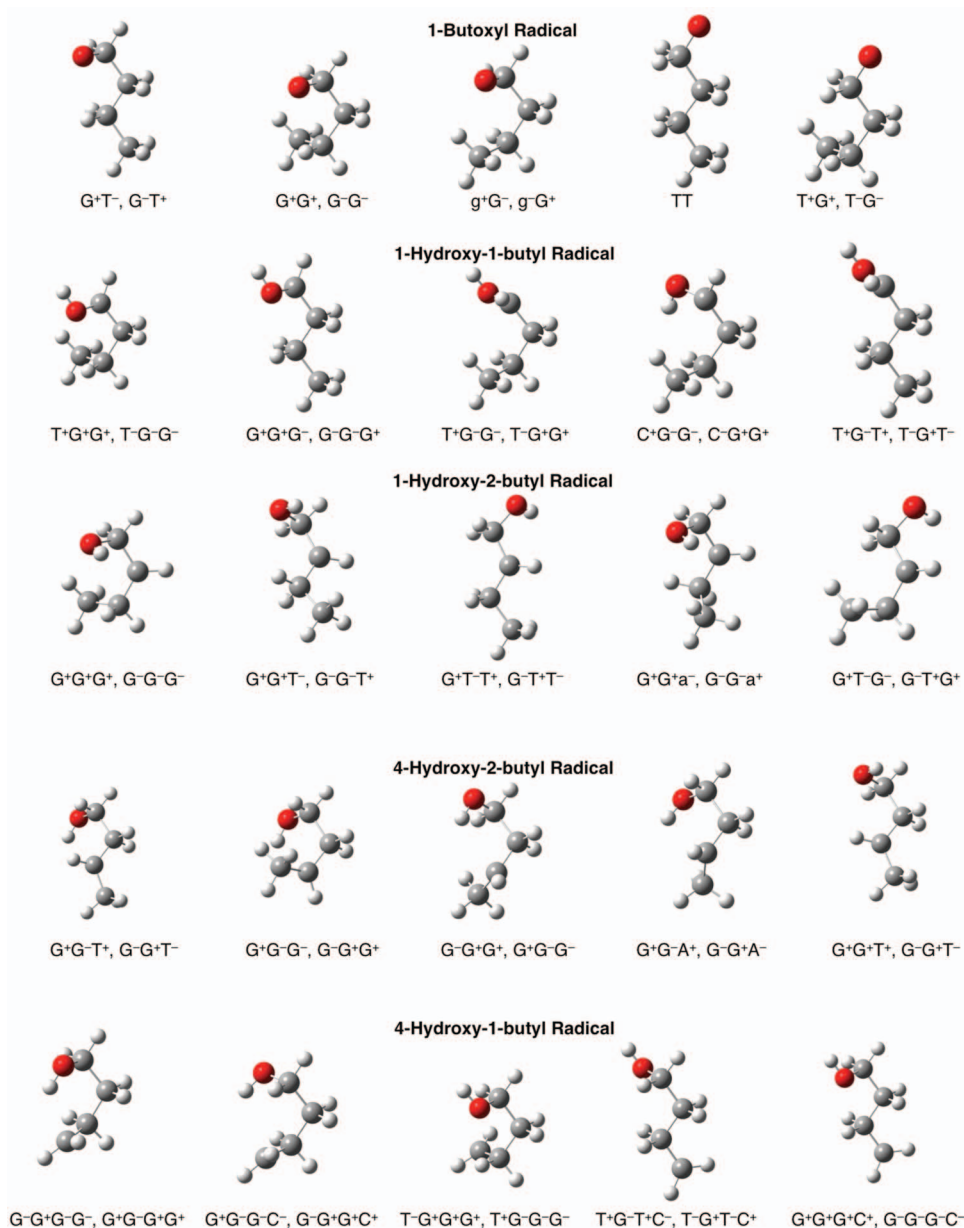 1-Butoxyl Radical
G⁺T⁻, G⁻T⁺ G⁺G⁺, G⁻G⁻ g⁺G⁻, g⁻G⁺ TT T⁺G⁺, T⁻G⁻
1-Hydroxy-1-butyl Radical
T⁺G⁺G⁺, T⁻G⁻G⁻ G⁺G⁺G⁻, G⁻G⁻G⁺ T⁺G⁻G⁻, T⁻G⁺G⁺ C⁺G⁻G⁻, C⁻G⁺G⁺ T⁺G⁻T⁺, T⁻G⁺T⁻
1-Hydroxy-2-butyl Radical
G⁺G⁺G⁺, G⁻G⁻G⁻ G⁺G⁺T⁻, G⁻G⁻T⁺ G⁺T⁻T⁺, G⁻T⁺T⁻ G⁺G⁺a⁻, G⁻G⁻a⁺ G⁺T⁻G⁻, G⁻T⁺G⁺
4-Hydroxy-2-butyl Radical
G⁺G⁻T⁺, G⁻G⁺T⁻ G⁺G⁻G⁻, G⁻G⁺G⁺ G⁻G⁺G⁺, G⁺G⁻G⁻ G⁺G⁻A⁺, G⁻G⁺A⁻ G⁺G⁺T⁺, G⁻G⁺T⁻
4-Hydroxy-1-butyl Radical
G⁻G⁺G⁻G⁻, G⁺G⁻G⁺G⁺ G⁺G⁻G⁻C⁻, G⁻G⁺G⁺C⁺ T⁻G⁺G⁺G⁺, T⁺G⁻G⁻G⁻ T⁺G⁻T⁺C⁻, T⁻G⁺T⁻C⁺ G⁺G⁺G⁺C⁺, G⁻G⁻G⁻C⁻